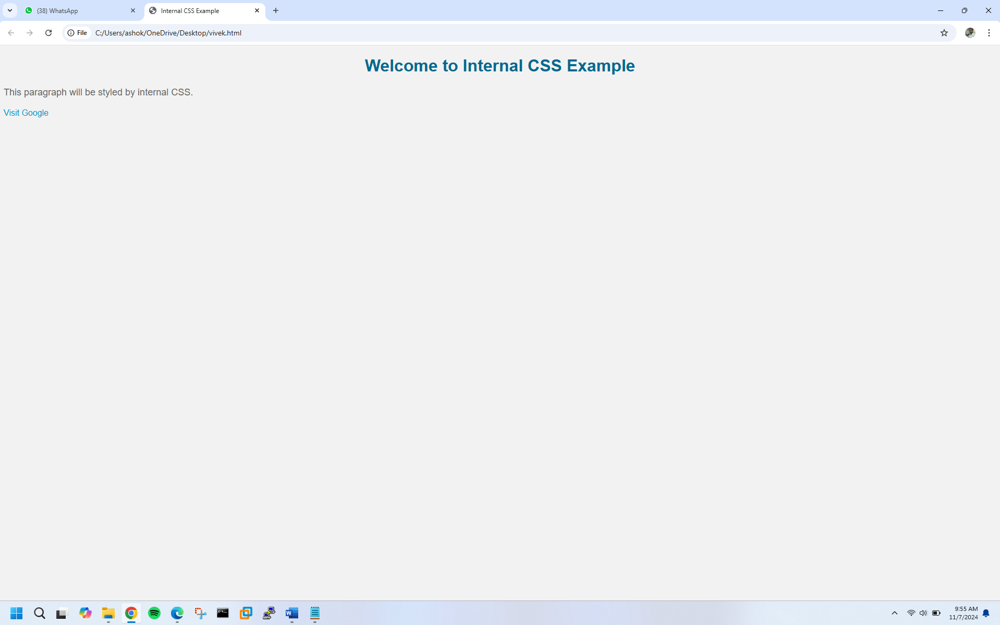 (38) WhatsApp
Internal CSS Example
File
C:/Users/ashok/OneDrive/Desktop/vivek.html
Welcome to Internal CSS Example
This paragraph will be styled by internal CSS.
Visit Google
9:55 AM
11/7/2024